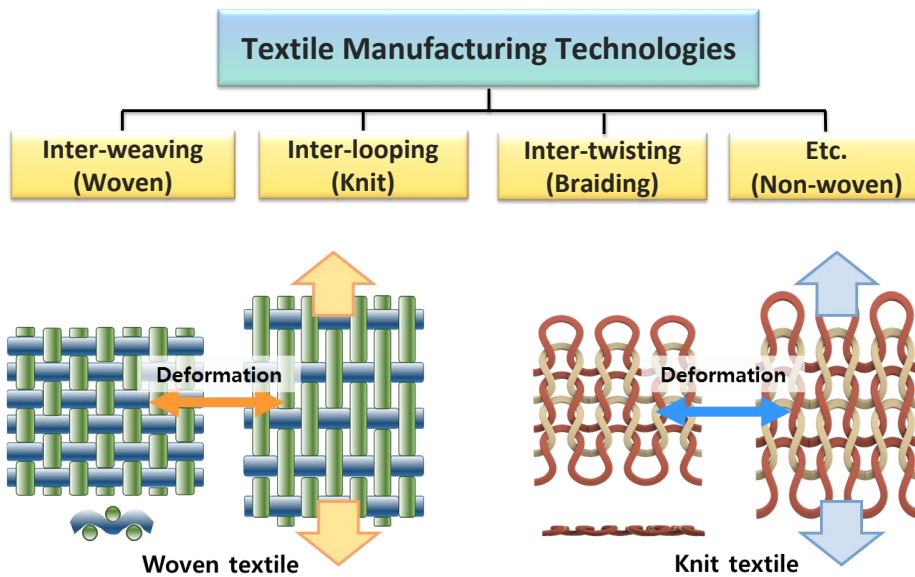 Textile Manufacturing Technologies
Inter-weaving
(Woven)
Inter-looping
(Knit)
Inter-twisting
(Braiding)
Etc.
(Non-woven)
Deformation
Deformation
Woven textile
Knit textile